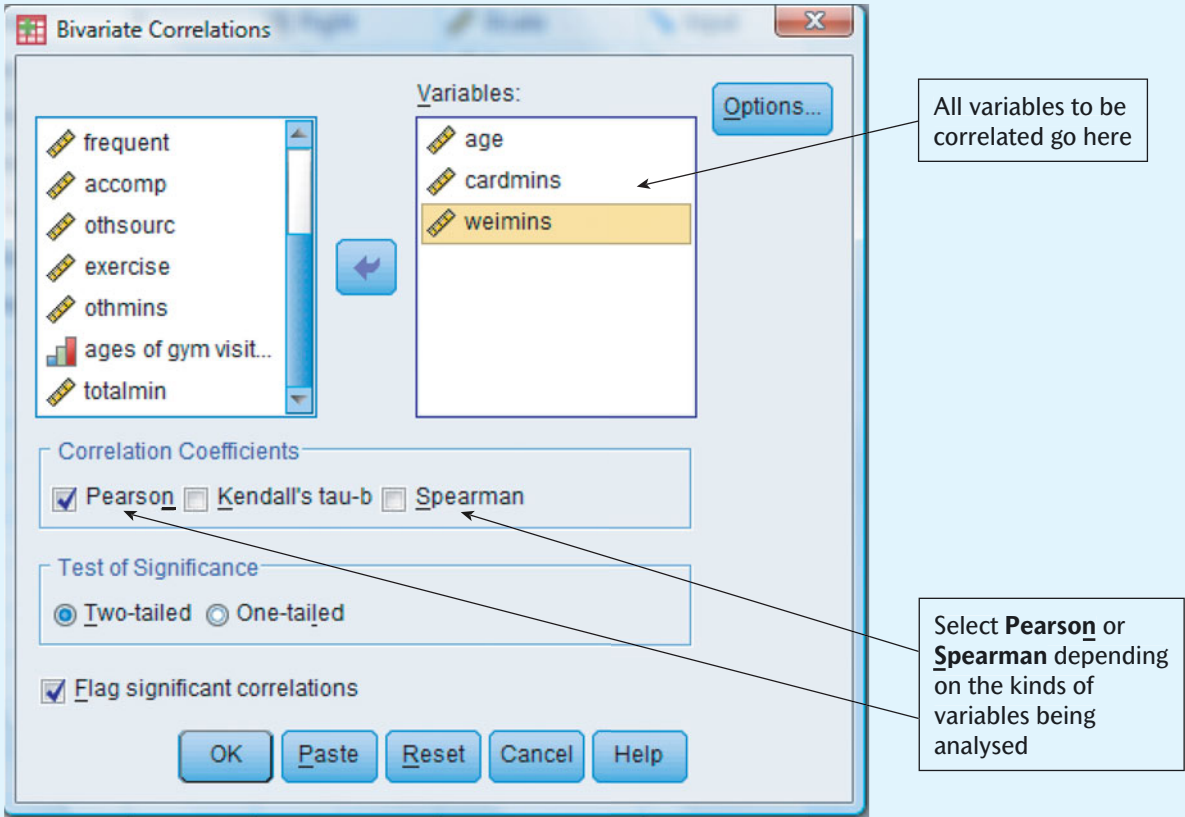 Bivariate Correlations
Variables:
Options...
frequent
accomp
othsourc
exercise
othmins
ages of gym visit...
totalmin
age
cardmins
weimins
Correlation Coefficients
Pearson Kendall's tau-b Spearman
Test of Significance
Two-tailed One-tailed
Flag significant correlations
OK Paste Reset Cancel Help
All variables to be
correlated go here
Select Pearson or
Spearman depending
on the kinds of
variables being
analysed